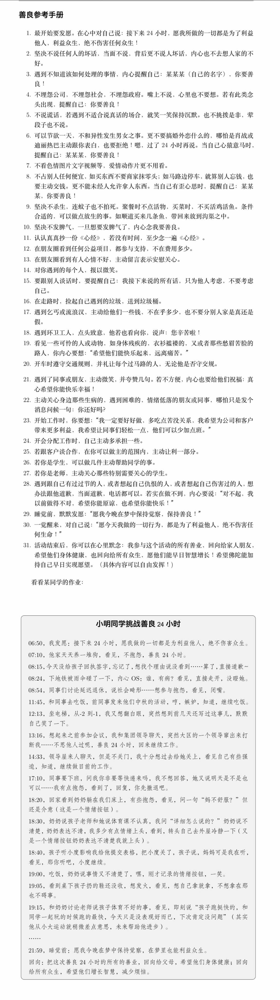 善良参考手册
1. 最开始要发愿。在心中对自己说：接下来 24 小时，愿我所做的一切都是为了利益
他人，利益众生，绝不伤害任何众生！
2. 坚决不说任何人的坏话，当面不说，背后更不说人坏话，内心也不去想人家的不
好。
3. 遇到不知道该如何处理的事情，内心提醒自己：某某某（自己的名字），你要善
良！
4. 不埋怨公司，不埋怨社会，不埋怨政府。嘴上不说，心里也不要想。若有此类念
头出现，提醒自己：你要善良！
5. 不说谎话，若遇到不适合说真话的场合，就笑一笑保持沉默。也不挑拨是非，荤
段子也不说。
6. 可以节欲一天，不和异性发生男女之事。更不要搞婚外恋什么的，哪怕是肖战或
迪丽热巴主动跟你表白，也要拒绝！嗯，过了 24 小时再说。当自己心猿意马时，
提醒自己：某某某，你要善良！
7. 不看色情图片文字视频等，爱情动作片更不用看。
8. 不占别人任何便宜，如买东西不要商家抹零头；如马路边停车，就算别人忘钱，也
要主动交钱。更不能未经人允许拿人东西。当自己有歪心思时，提醒自己：某某
某，你要善良！
9. 坚决不杀生，连蚊子也不拍死。聚餐时不点活物，买菜时，不买活鸡活鱼。条件
合适的，可以做点放生的事。如顺道买来几条鱼，带回来放到沟渠之中。
10. 坚决不发脾气，一旦想要发脾气了，内心念我要善良。
11. 认认真真抄一份《心经》，若没有时间，至少念一遍《心经》。
12. 在朋友圈看到任何公益项目，都参与支持，不在费用多少。
13. 在朋友圈看到有人心情不好，主动留言表示安慰关心。
14. 对你遇到的每个人，报以微笑。
15. 要跟别人谈话时，要提醒自己：我接下来说的所有话，只为他人考虑，不要考虑
自己。
16. 在走路时，捡起自己遇到的垃圾，送到垃圾桶。
17. 遇到乞丐或流浪汉，主动给他们一些钱，不在乎多少，也不要分别人家是真还是
假。
18. 遇到环卫工人，点头致意，他若也看向你，说声：您辛苦啦！
19. 看见一些可怜的人或动物，如身体残疾的，衣衫褴褛的，又或者那些愁眉苦脸的
路人，你内心要想：“希望他们能快乐起来，远离痛苦。”
20. 开车时遵守交通规则，并礼让每个过马路的人，无论他是否守交规。
21. 遇到了同事或朋友，主动微笑，并夸赞几句。若不方便，内心也要给他们祝福：真
心希望你能快乐幸福！
22. 主动关心身边那些生病的，遇到困难的，情绪低落的朋友或同事，哪怕只是发个
消息问候一句：你还好吗?
23. 开始工作时，你要想：“我一定要好好做，多吃点苦没关系，我希望为公司和客户
带来更多利益，我希望让同事们轻松一点，他们可以少加点班。”
24. 开会分配工作时，自己主动多承担一些。
25. 若跟客户谈合作，在你可以做主的范围内，主动让利一部分。
26. 若你是学生，可以做几件主动帮助同学的事。
27. 若你是老师，主动关心那些特别需要关心的学生。
28. 遇到跟自己有过过节的人，或者想起自己仇恨的人，或者想起自己伤害过的人，想
办法跟他道歉，当面道歉，电话都可以。若实在做不到，内心要说：“对不起，我
以前做得不对，希望你能原谅，也希望你能快乐！”
29. 睡觉前，默默发愿：“愿我今晚在梦中保持觉察，保持善良！”
30. 一觉醒来，对自己说：“愿今天我做的一切行为，都是为了利益他人，绝不伤害任
何生命！”
31. 活动结束后，你可以在心里默念：我参与这个活动的所有善业，回向给家人朋友，
希望他们身体健康，也回向给所有众生，愿他们能早日智慧增长！希望佛陀能加
持自己早日实现愿望。（具体内容可以自由发挥！）
看看某同学的作业：
小明同学挑战善良 24 小时
06:50，我发愿：接下来 24 小时，愿我做的一切都是为利益他人，绝不伤害众生。
07:10，他家天天养一堆狗，看见，不抱怨，善良 24 小时。
08:15，今天没给孩子回执签字，忘记了，想找个理由说没看到……算了，直接道歉~
08:24，下地铁被雨伞碰了一下，内心 OS：谁，有病？看见，直接走开，没瞪她。
08:54，同事们讨论延迟退休，说社会畸形……想参与抱怨，看见，闭嘴。
11:45，和同事去吃饭，前同事发来他们中秋的活动，哼，嫉妒，知道，继续吃饭。
12:13，坐电梯，从-2 到-1，我又想翻白眼，突然想到前几天还写过这事儿，默默
自己笑了一下。
13:16，想起来之前参加会议，我和集团领导聊天，突然大区的一个领导窜出来打
断我……不思他人过呢，善良 24 小时，回来继续工作。
14:33，领导屋来人聊天，但是不关门，我十分想过去给她关上，看见自己有些强
迫，知道，继续做目前的工作。
17:10，同事要下班，问我你非要等快递来吗，我不想回答，她又说明天是不是也
可以……我有点抱怨，看到了，回复，你先撤退吧。
18:20，回家看到奶奶躺在我们床上，有些抱怨，看见，问一句“妈不舒服？”但
还是介意（这是一个情绪按钮）。
18:30，奶奶说孩子老师和她说体育课不认真，我问“详细怎么说的？”奶奶说不
清楚，奶奶表达不清，我多少有点情绪上头，看到，转头自己去外屋冷静一下（又
是一个情绪按钮奶奶表达不清楚我就上头）。
18:40，孩子听小度影响我给他提交表格，把小度关了，孩子说，妈妈可是我在听，
看见，那你听吧，小度继续。
19:00，吃饭，奶奶说事情又不清楚了，嘿，刚才记录的情绪按钮，一笑。
19:05，看到桌下孩子扔的鞋还没收，想发火，看见，想自己拿就拿，不想拿在那
也不碍事。
19:15，和奶奶讨论老师说孩子体育不好的事，看见，即刻说“孩子跑挺快的，和
同学一起玩的时候跑的最快，今天只是没表现好而已，下次肯定没问题”（其实
他从小大运动就稍微差点意思，未来帮助他进步）。
……
21:59，睡觉前：愿我今晚在梦中保持觉察，在梦里也能利益众生。
回向：把这次善良 24 小时的所有的善业，回向给父母，希望他们身体健康；回向
给所有众生，希望他们增长智慧，减少烦恼。